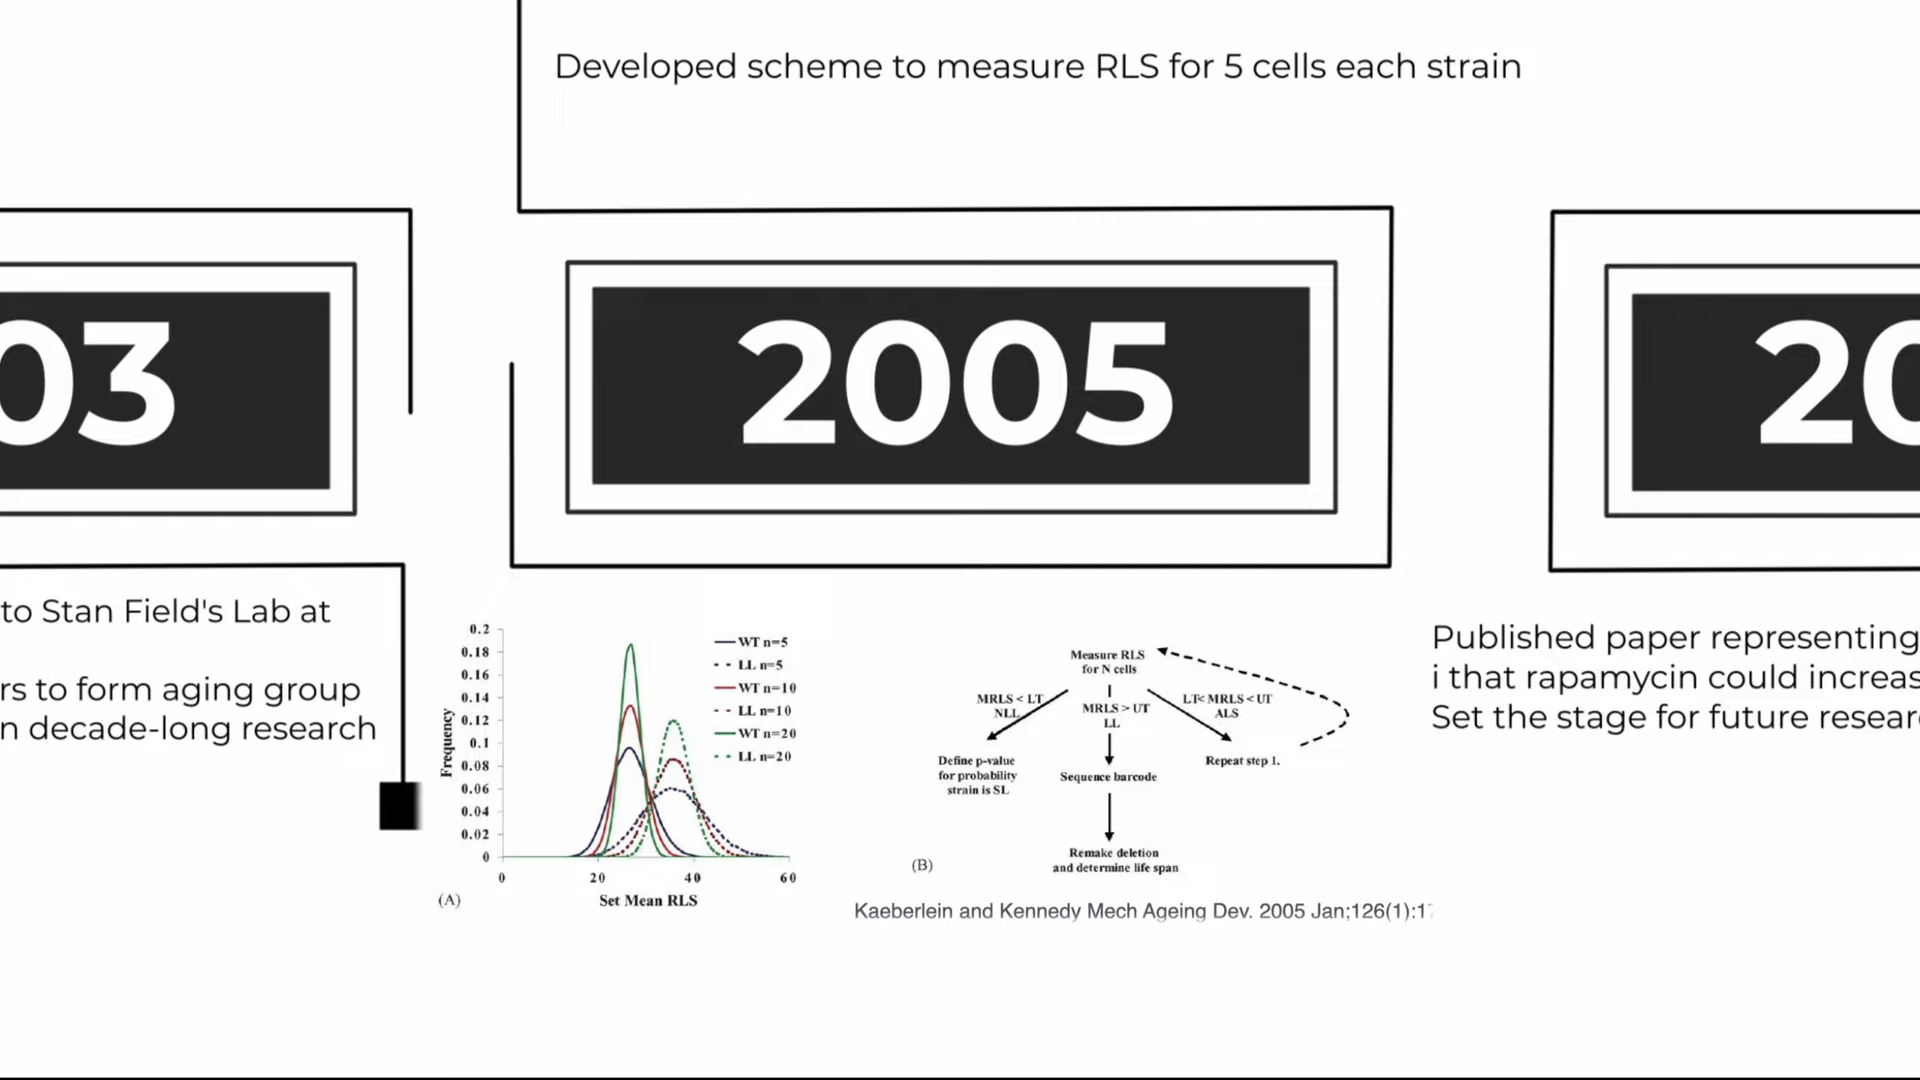 Developed scheme to measure RLS for 5 cells each strain
03
2005
20
to Stan Field's Lab at
rs to form aging group
n decade-long research
0.2
0.18
0.16
0.14
0.12
0.1
0.08
0.06
0.04
0.02
0
Frequency
WT n=5
LL n=5
WT n=10
LL n=10
WT n=20
LL n=20
0
20
40
60
Set Mean RLS
(A)
Measure RLS
for N cells
MRLS < LT
NLL
MRLS > UT
LL
LT< MRLS < UT
ALS
Define p-value
for probability
strain is SL
Sequence barcode
Repeat step 1.
Remake deletion
and determine life span
(B)
Kaeberlein and Kennedy Mech Ageing Dev. 2005 Jan;126(1):1
Published paper representing
i that rapamycin could increas
Set the stage for future resear